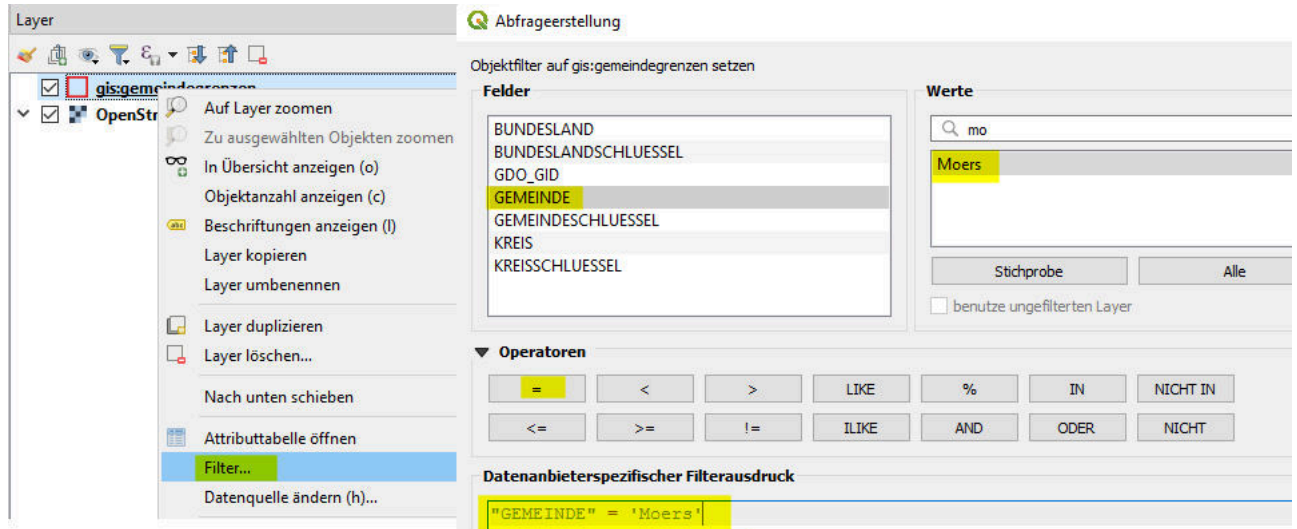 Layer
gis:gemeindegrenzen
OpenStr
Auf Layer zoomen
Zu ausgewählten Objekten zoomen
In Übersicht anzeigen (o)
Objektanzahl anzeigen (c)
abc
Beschriftungen anzeigen (l)
Layer kopieren
Layer umbenennen
Layer duplizieren
Layer löschen...
Nach unten schieben
Attributtabelle öffnen
Filter...
Datenquelle ändern (h)...
Abfrageerstellung
Objektfilter auf gis:gemeindegrenzen setzen
Felder
BUNDESLAND
BUNDESLANDSCHLUESSEL
GDO_GID
GEMEINDE
GEMEINDESCHLUESSEL
KREIS
KREISSCHLUESSEL
Werte
mo
Moers
Stichprobe Alle
benutze ungefilterten Layer
Operatoren
= < > LIKE % IN NICHT IN
<= >= != ILIKE AND ODER NICHT
Datenanbieterspezifischer Filterausdruck
"GEMEINDE" = 'Moers'